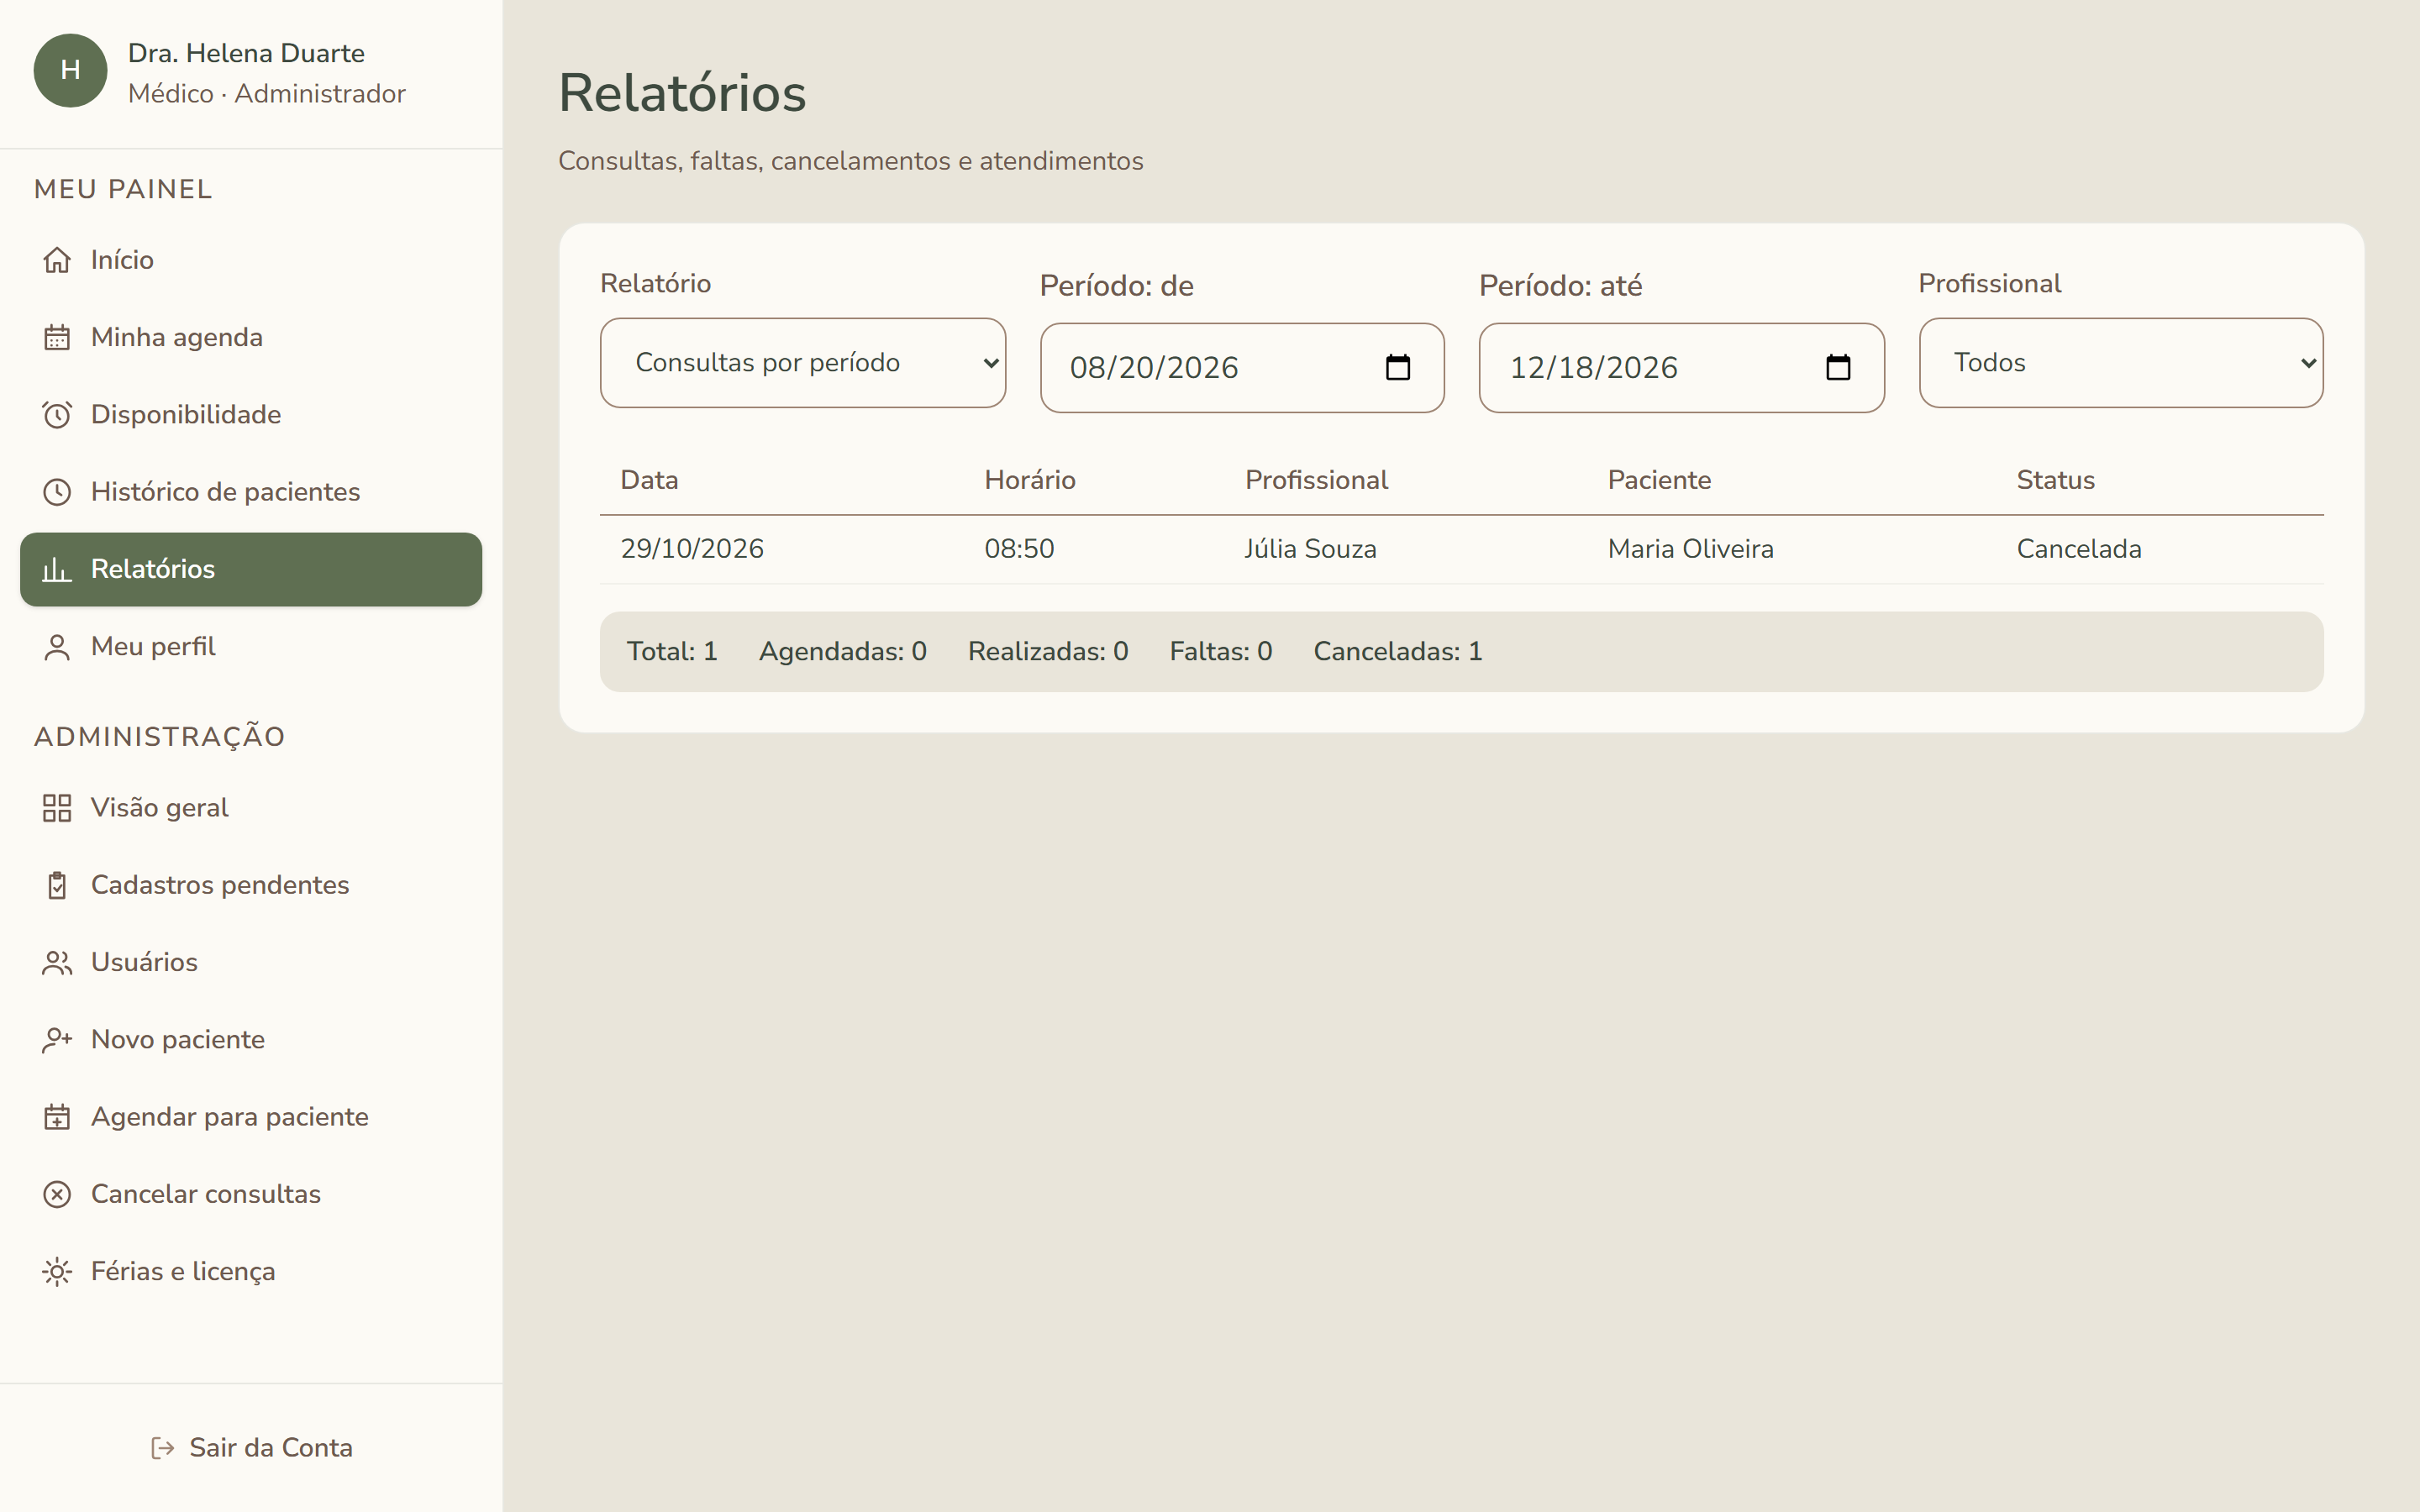 H
Dra. Helena Duarte
Médico · Administrador
MEU PAINEL
Início
Minha agenda
Disponibilidade
Histórico de pacientes
Relatórios
Meu perfil
ADMINISTRAÇÃO
Visão geral
Cadastros pendentes
Usuários
Novo paciente
Agendar para paciente
Cancelar consultas
Férias e licença
Sair da Conta
Relatórios
Consultas, faltas, cancelamentos e atendimentos
Relatório Período: de Período: até Profissional
Consultas por período 08/20/2026 12/18/2026 Todos
Data Horário Profissional Paciente Status
29/10/2026 08:50 Júlia Souza Maria Oliveira Cancelada
Total: 1 Agendadas: 0 Realizadas: 0 Faltas: 0 Canceladas: 1